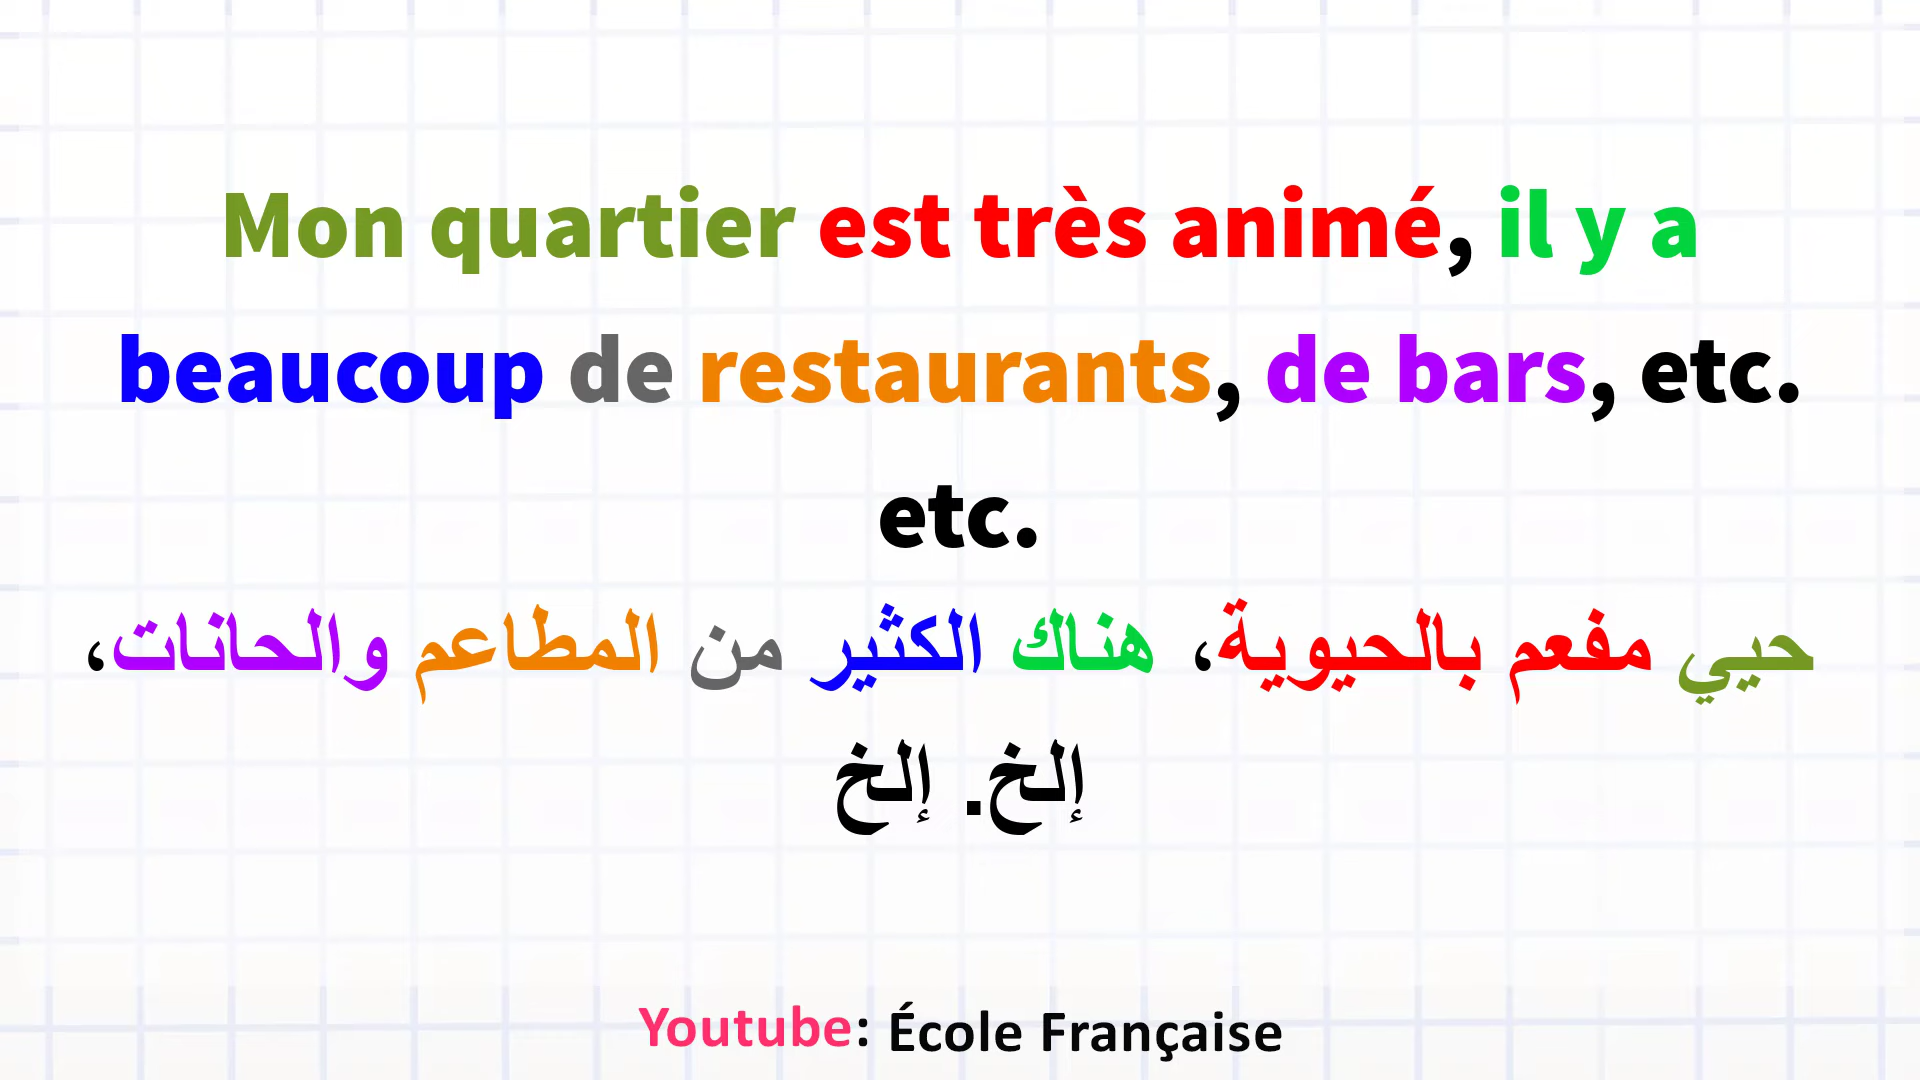 Mon quartier est très animé, il y a
beaucoup de restaurants, de bars, etc.
etc.
حيي مفعم بالحيوية، هناك الكثير من المطاعم والحانات،
إلخ. إلخ
Youtube: École Française